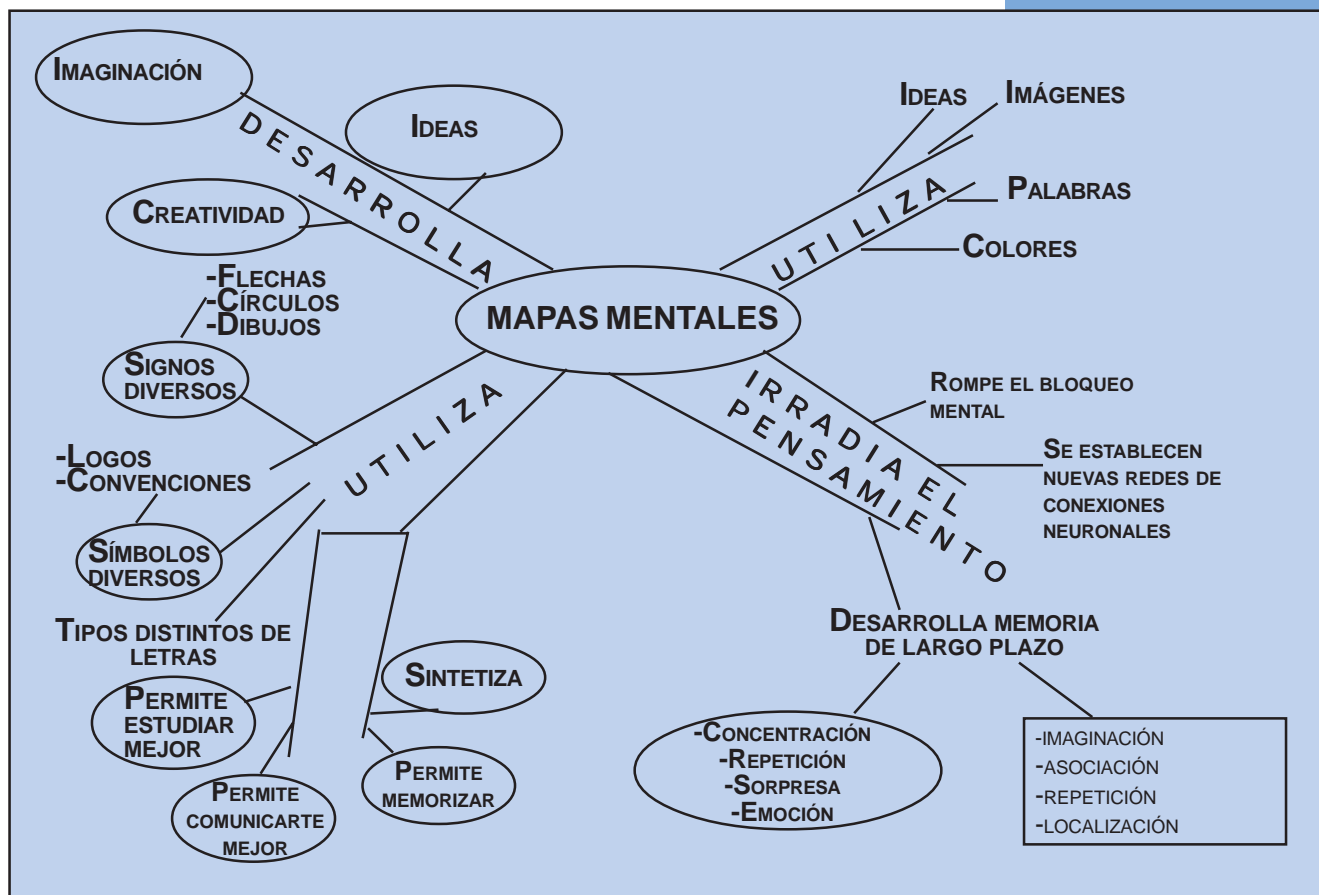 IMAGINACIÓN
IDEAS
DESARROLLA
CREATIVIDAD
IDEAS
IMÁGENES
UTILIZA
PALABRAS
COLORES
MAPAS MENTALES
-FLECHAS
-CÍRCULOS
-DIBUJOS
SIGNOS
DIVERSOS
UTILIZA
-LOGOS
-CONVENCIONES
SÍMBOLOS
DIVERSOS
TIPOS DISTINTOS DE
LETRAS
PERMITE
ESTUDIAR
MEJOR
PERMITE
COMUNICARTE
MEJOR
SINTETIZA
PERMITE
MEMORIZAR
IRRADIA EL
PENSAMIENTO
ROMPE EL BLOQUEO
MENTAL
SE ESTABLECEN
NUEVAS REDES DE
CONEXIONES
NEURONALES
DESARROLLA MEMORIA
DE LARGO PLAZO
-CONCENTRACIÓN
-REPETICIÓN
-SORPRESA
-EMOCIÓN
-IMAGINACIÓN
-ASOCIACIÓN
-REPETICIÓN
-LOCALIZACIÓN